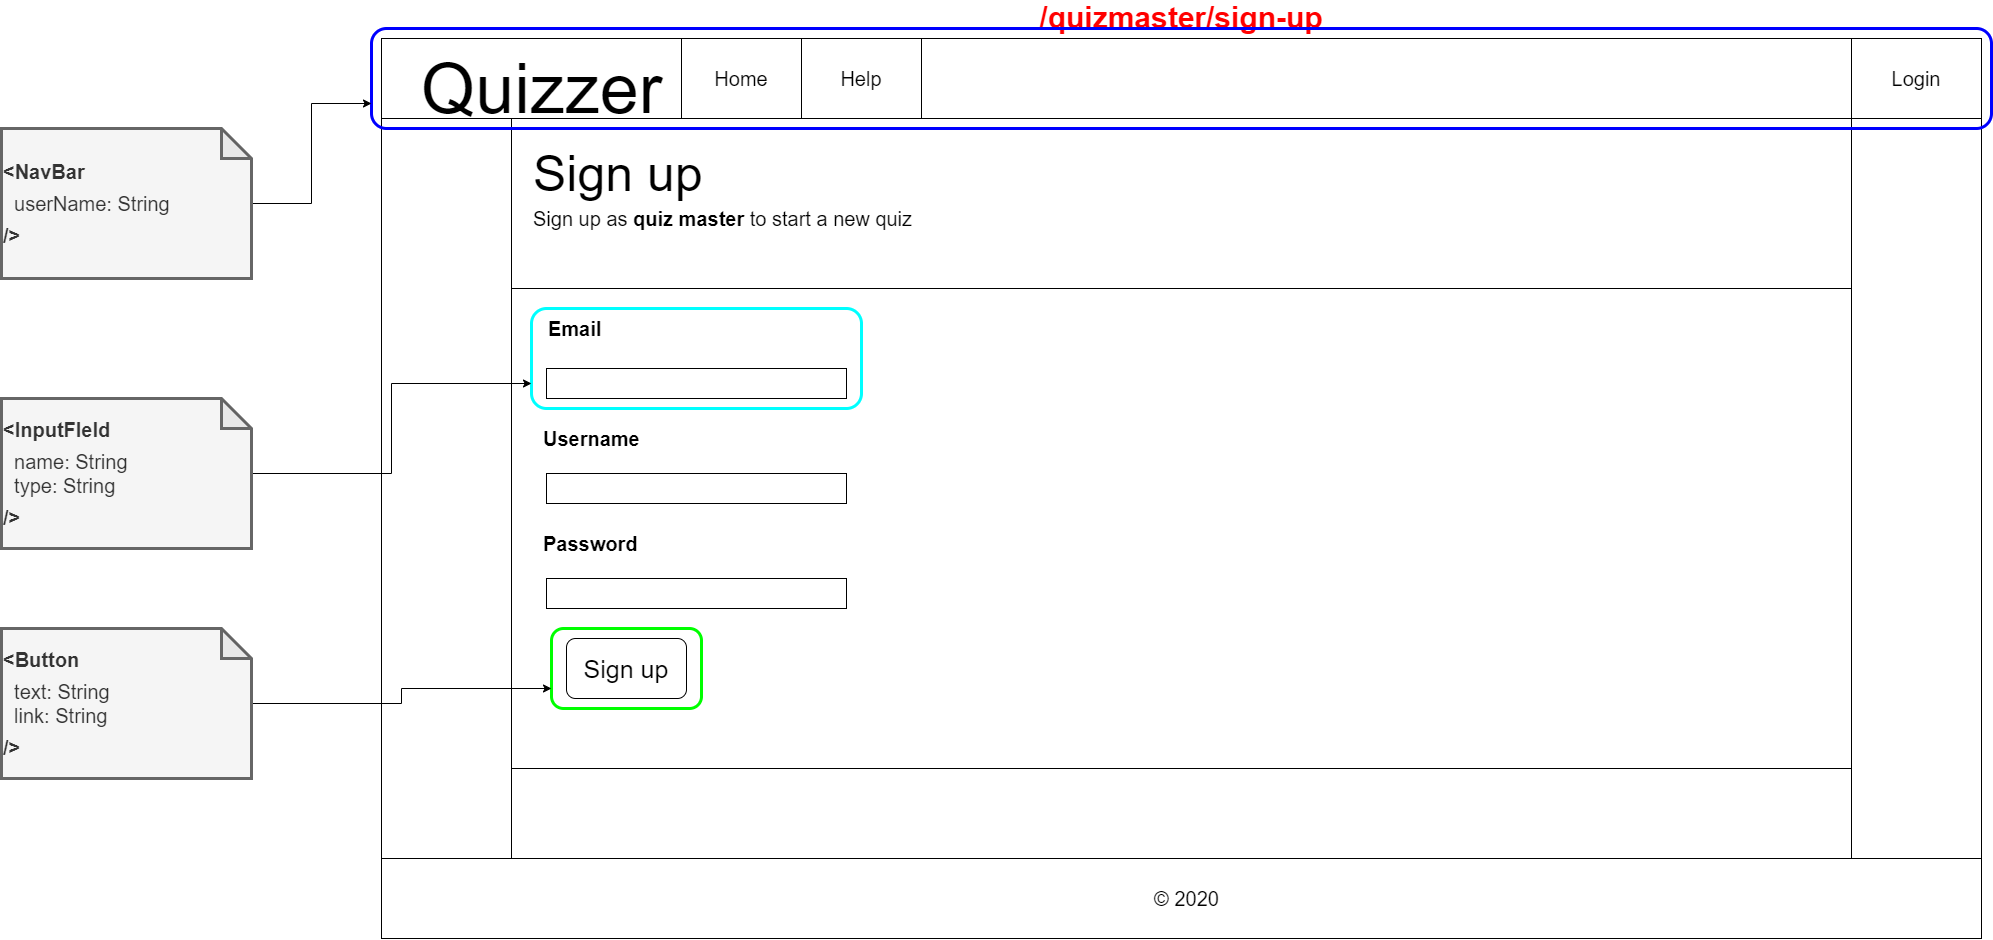 /quizmaster/sign-up
Quizzer
Home
Help
Login
<NavBar
userName: String
/>
Sign up
Sign up as quiz master to start a new quiz
Email
<InputFIeld
name: String
type: String
/>
Username
Password
<Button
text: String
link: String
/>
Sign up
© 2020